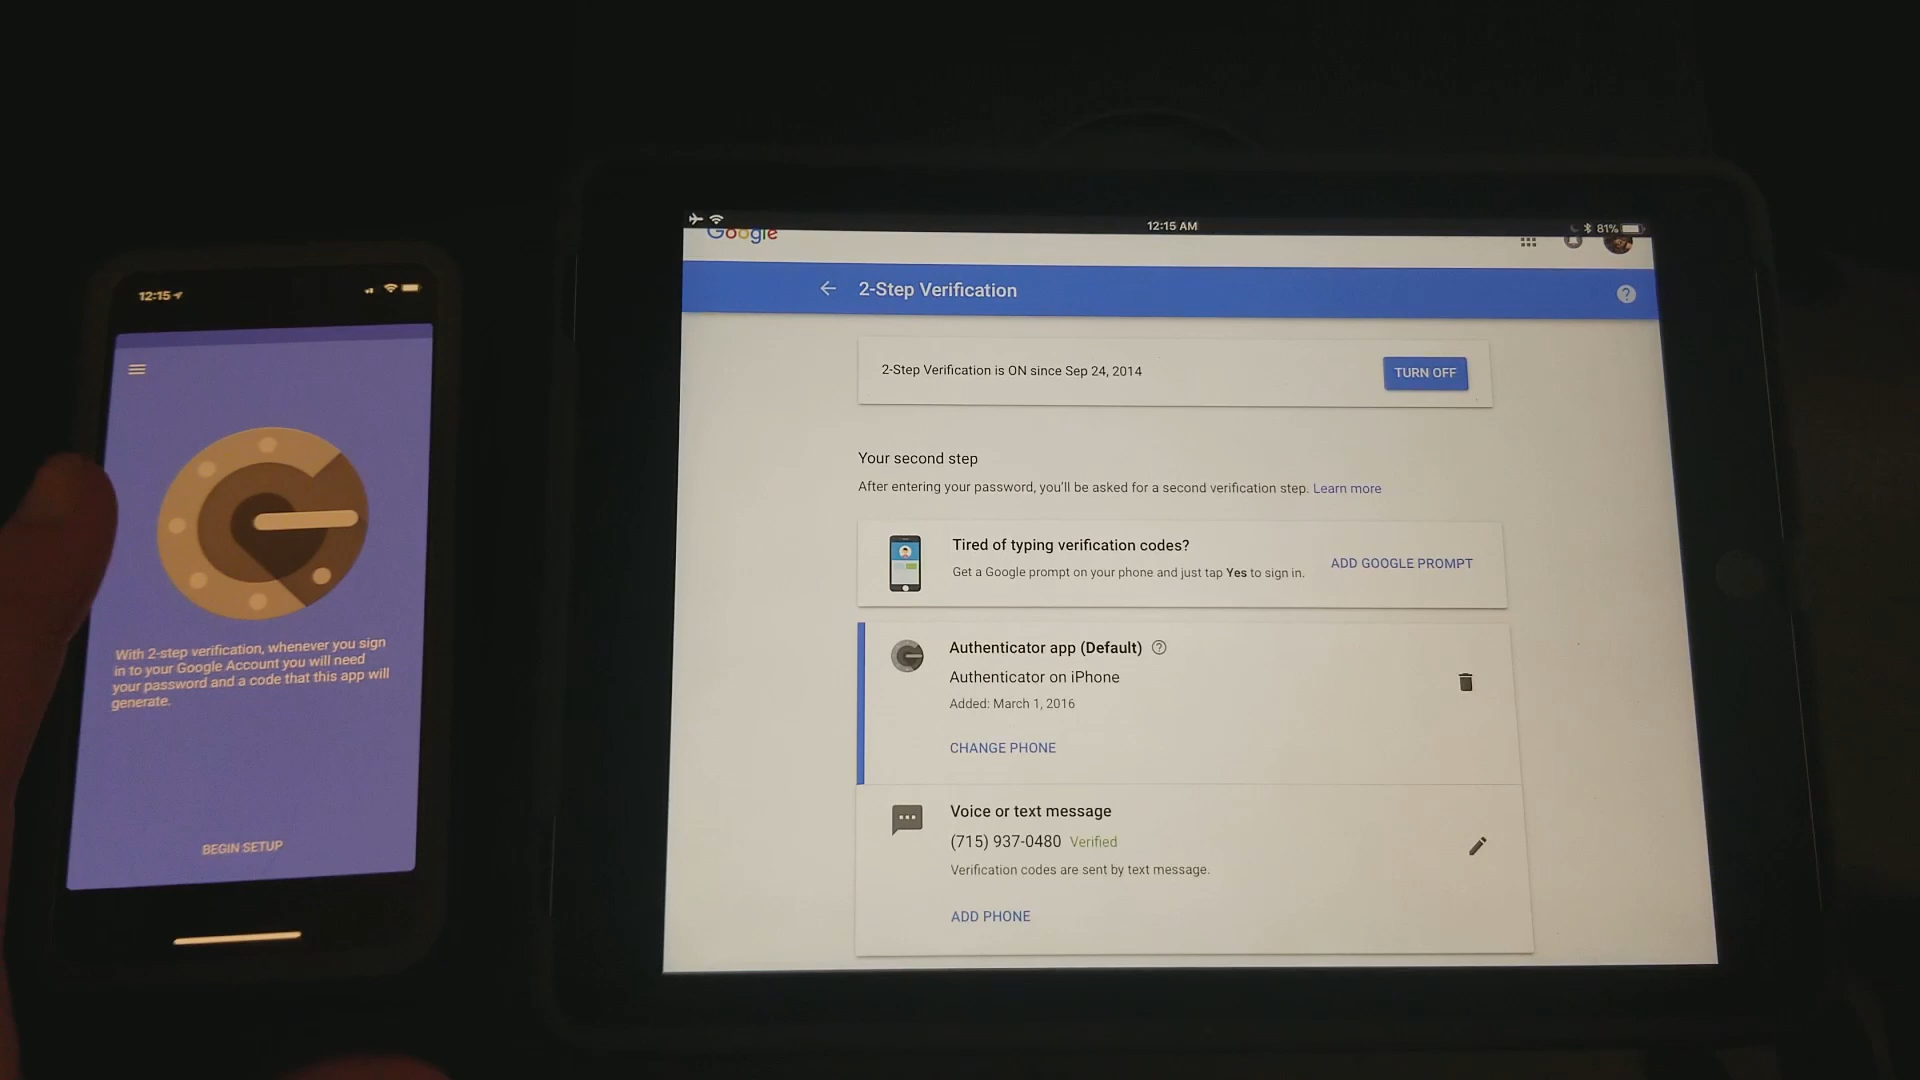 12:15
With 2-step verification, whenever you sign
in to your Google Account you will need
your password and a code that this app will
generate.
BEGIN SETUP
12:15 AM
81%
Google
2-Step Verification
?
2-Step Verification is ON since Sep 24, 2014
TURN OFF
Your second step
After entering your password, you'll be asked for a second verification step. Learn more
Tired of typing verification codes?
Get a Google prompt on your phone and just tap Yes to sign in.
ADD GOOGLE PROMPT
Authenticator app (Default) ?
Authenticator on iPhone
Added: March 1, 2016
CHANGE PHONE
Voice or text message
(715) 937-0480 Verified
Verification codes are sent by text message.
ADD PHONE